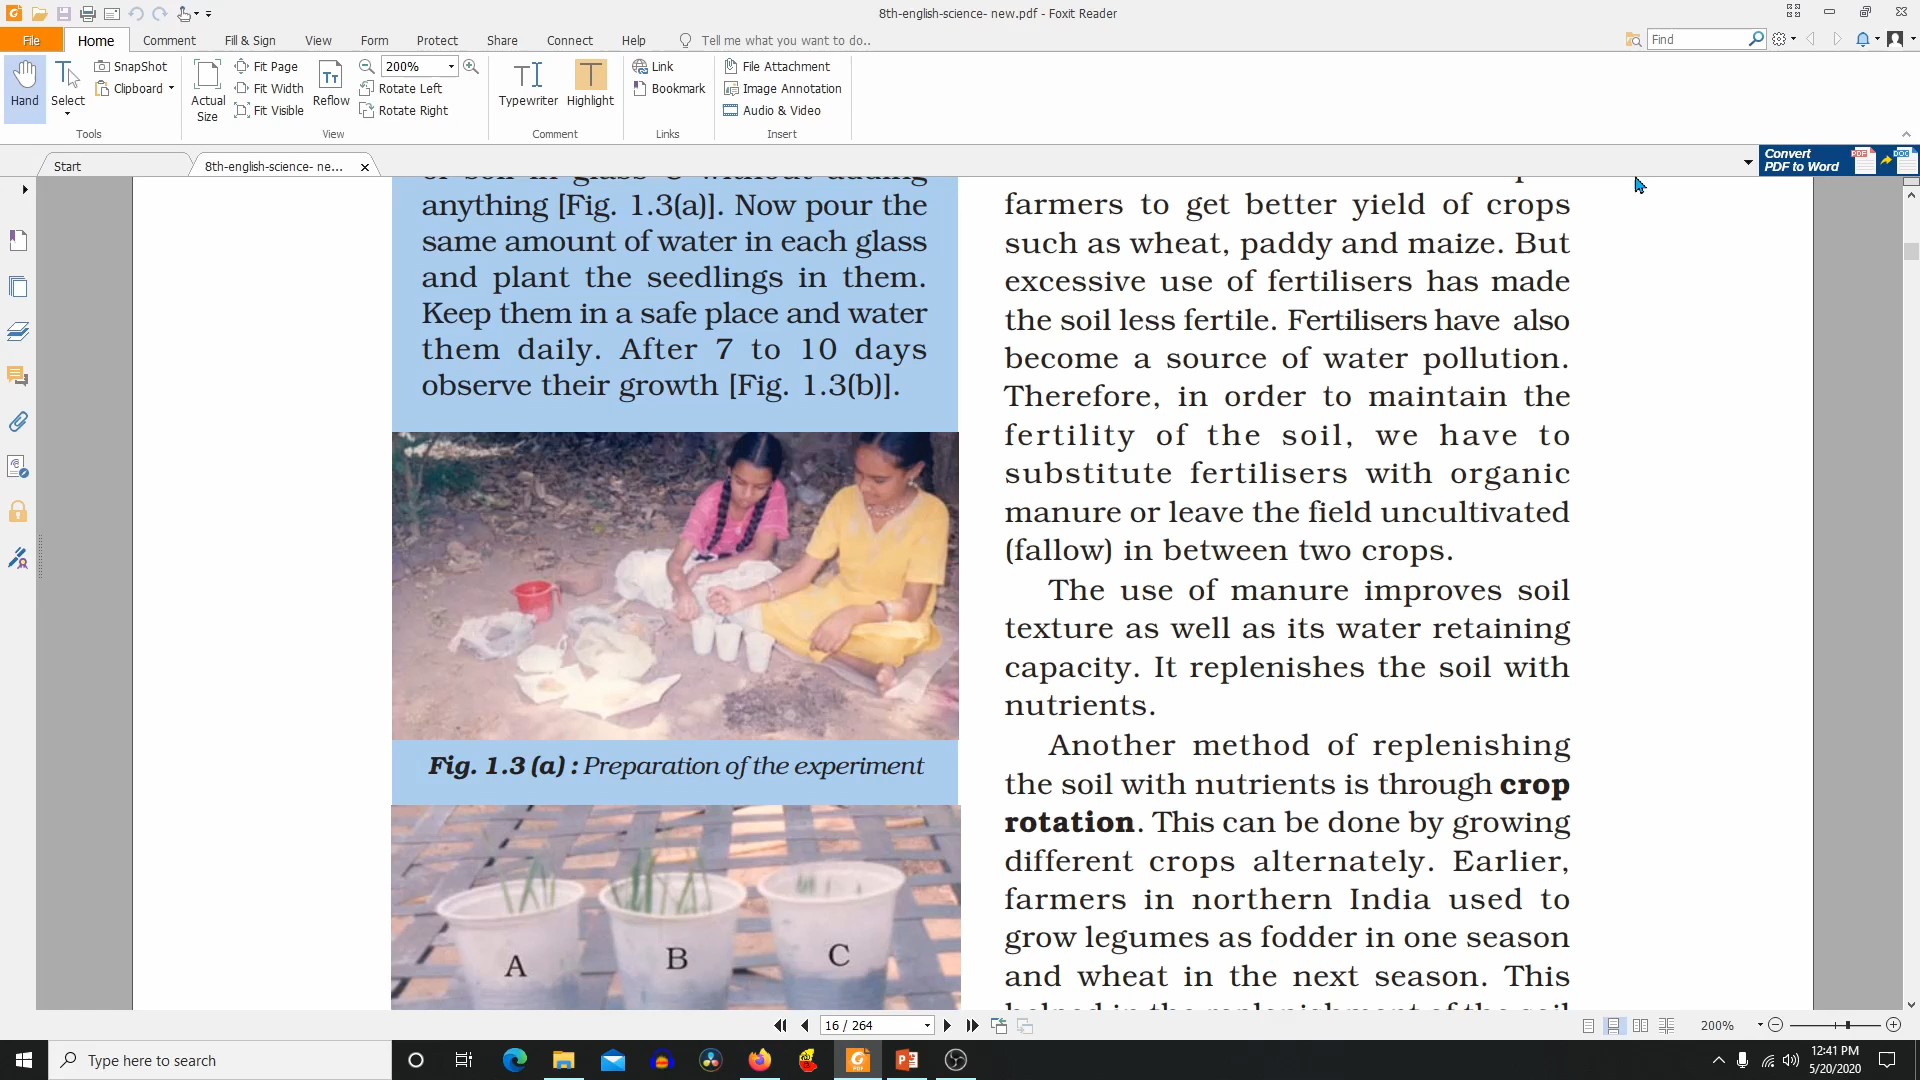 8th-english-science- new.pdf - Foxit Reader
File
Home
Comment
Fill & Sign
View
Form
Protect
Share
Connect
Help
Tell me what you want to do..
Find
Hand
Select
SnapShot
Clipboard
Tools
Actual
Size
Fit Page
Fit Width
Fit Visible
Reflow
200%
Rotate Left
Rotate Right
View
Typewriter
Highlight
Comment
Link
Bookmark
Links
File Attachment
Image Annotation
Audio & Video
Insert
Start
8th-english-science- ne...
Convert
PDF to Word
of soil in glass C without adding
anything [Fig. 1.3(a)]. Now pour the
same amount of water in each glass
and plant the seedlings in them.
Keep them in a safe place and water
them daily. After 7 to 10 days
observe their growth [Fig. 1.3(b)].
Fig. 1.3 (a) : Preparation of the experiment
A
B
C
farmers to get better yield of crops
such as wheat, paddy and maize. But
excessive use of fertilisers has made
the soil less fertile. Fertilisers have also
become a source of water pollution.
Therefore, in order to maintain the
fertility of the soil, we have to
substitute fertilisers with organic
manure or leave the field uncultivated
(fallow) in between two crops.
The use of manure improves soil
texture as well as its water retaining
capacity. It replenishes the soil with
nutrients.
Another method of replenishing
the soil with nutrients is through crop
rotation. This can be done by growing
different crops alternately. Earlier,
farmers in northern India used to
grow legumes as fodder in one season
and wheat in the next season. This
helped in the replenishment of the soil
16 / 264
200%
Type here to search
12:41 PM
5/20/2020